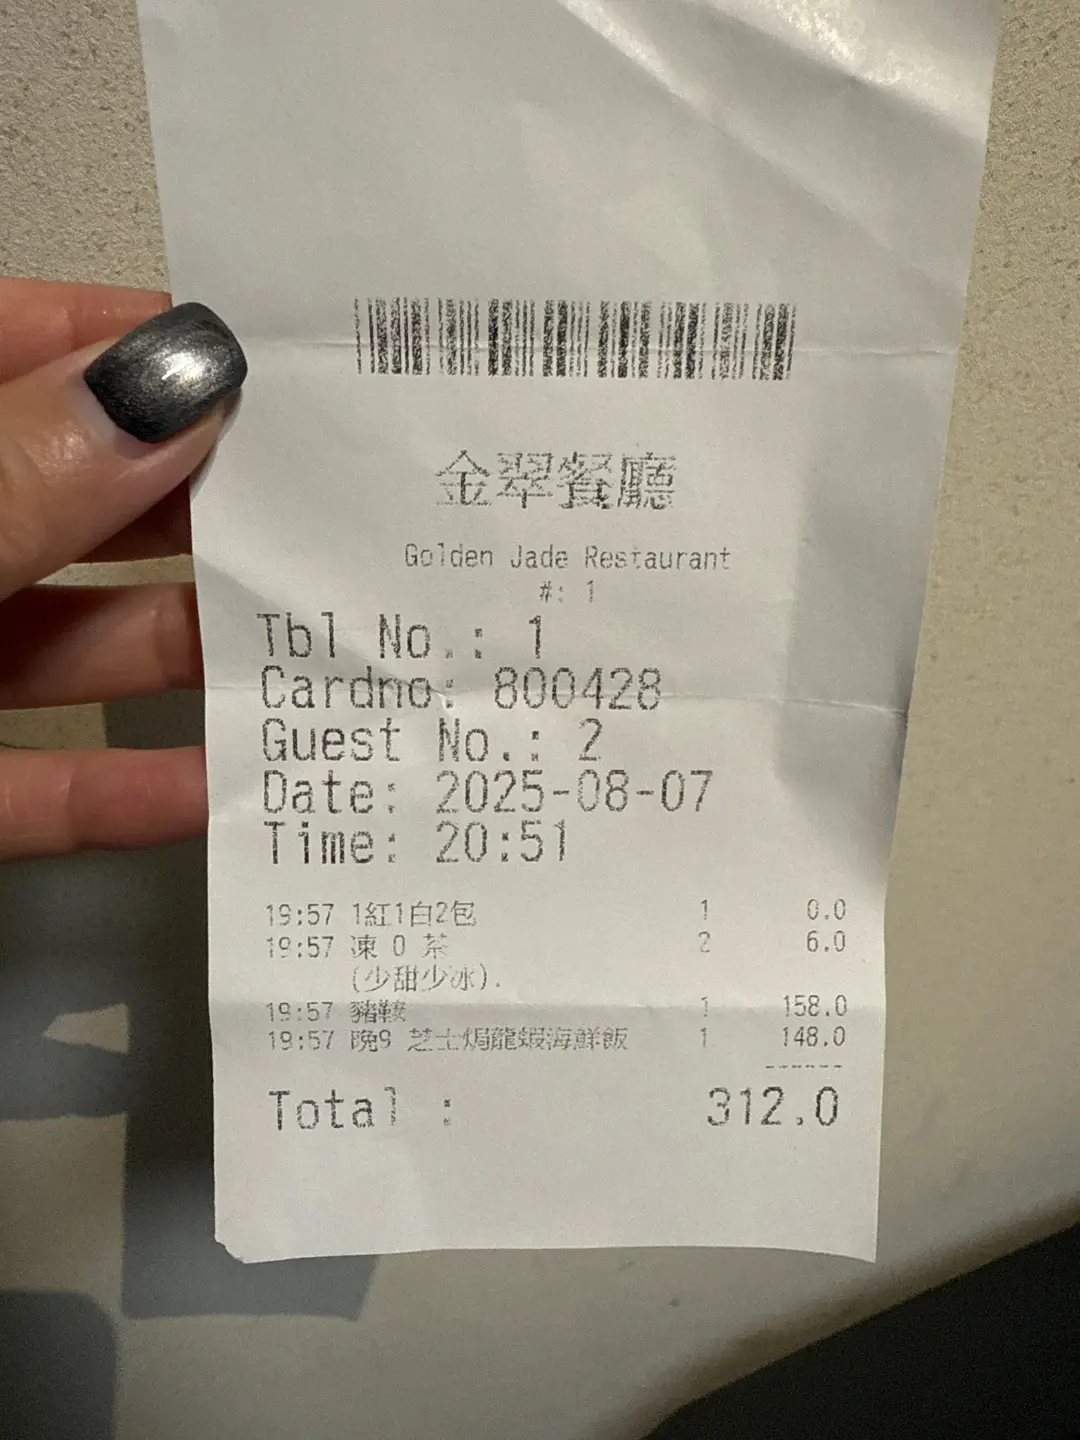 金翠餐廳
Golden Jade Restaurant
#: 1
Tbl No.: 1
Cardno: 800428
Guest No.: 2
Date: 2025-08-07
Time: 20:51
19:57 1紅1白2包 1 0.0
19:57 凍 O 茶 2 6.0
(少甜少冰).
19:57 豬鞍 1 158.0
19:57 晚9 芝士焗龍蝦海鮮飯 1 148.0
------
Total : 312.0